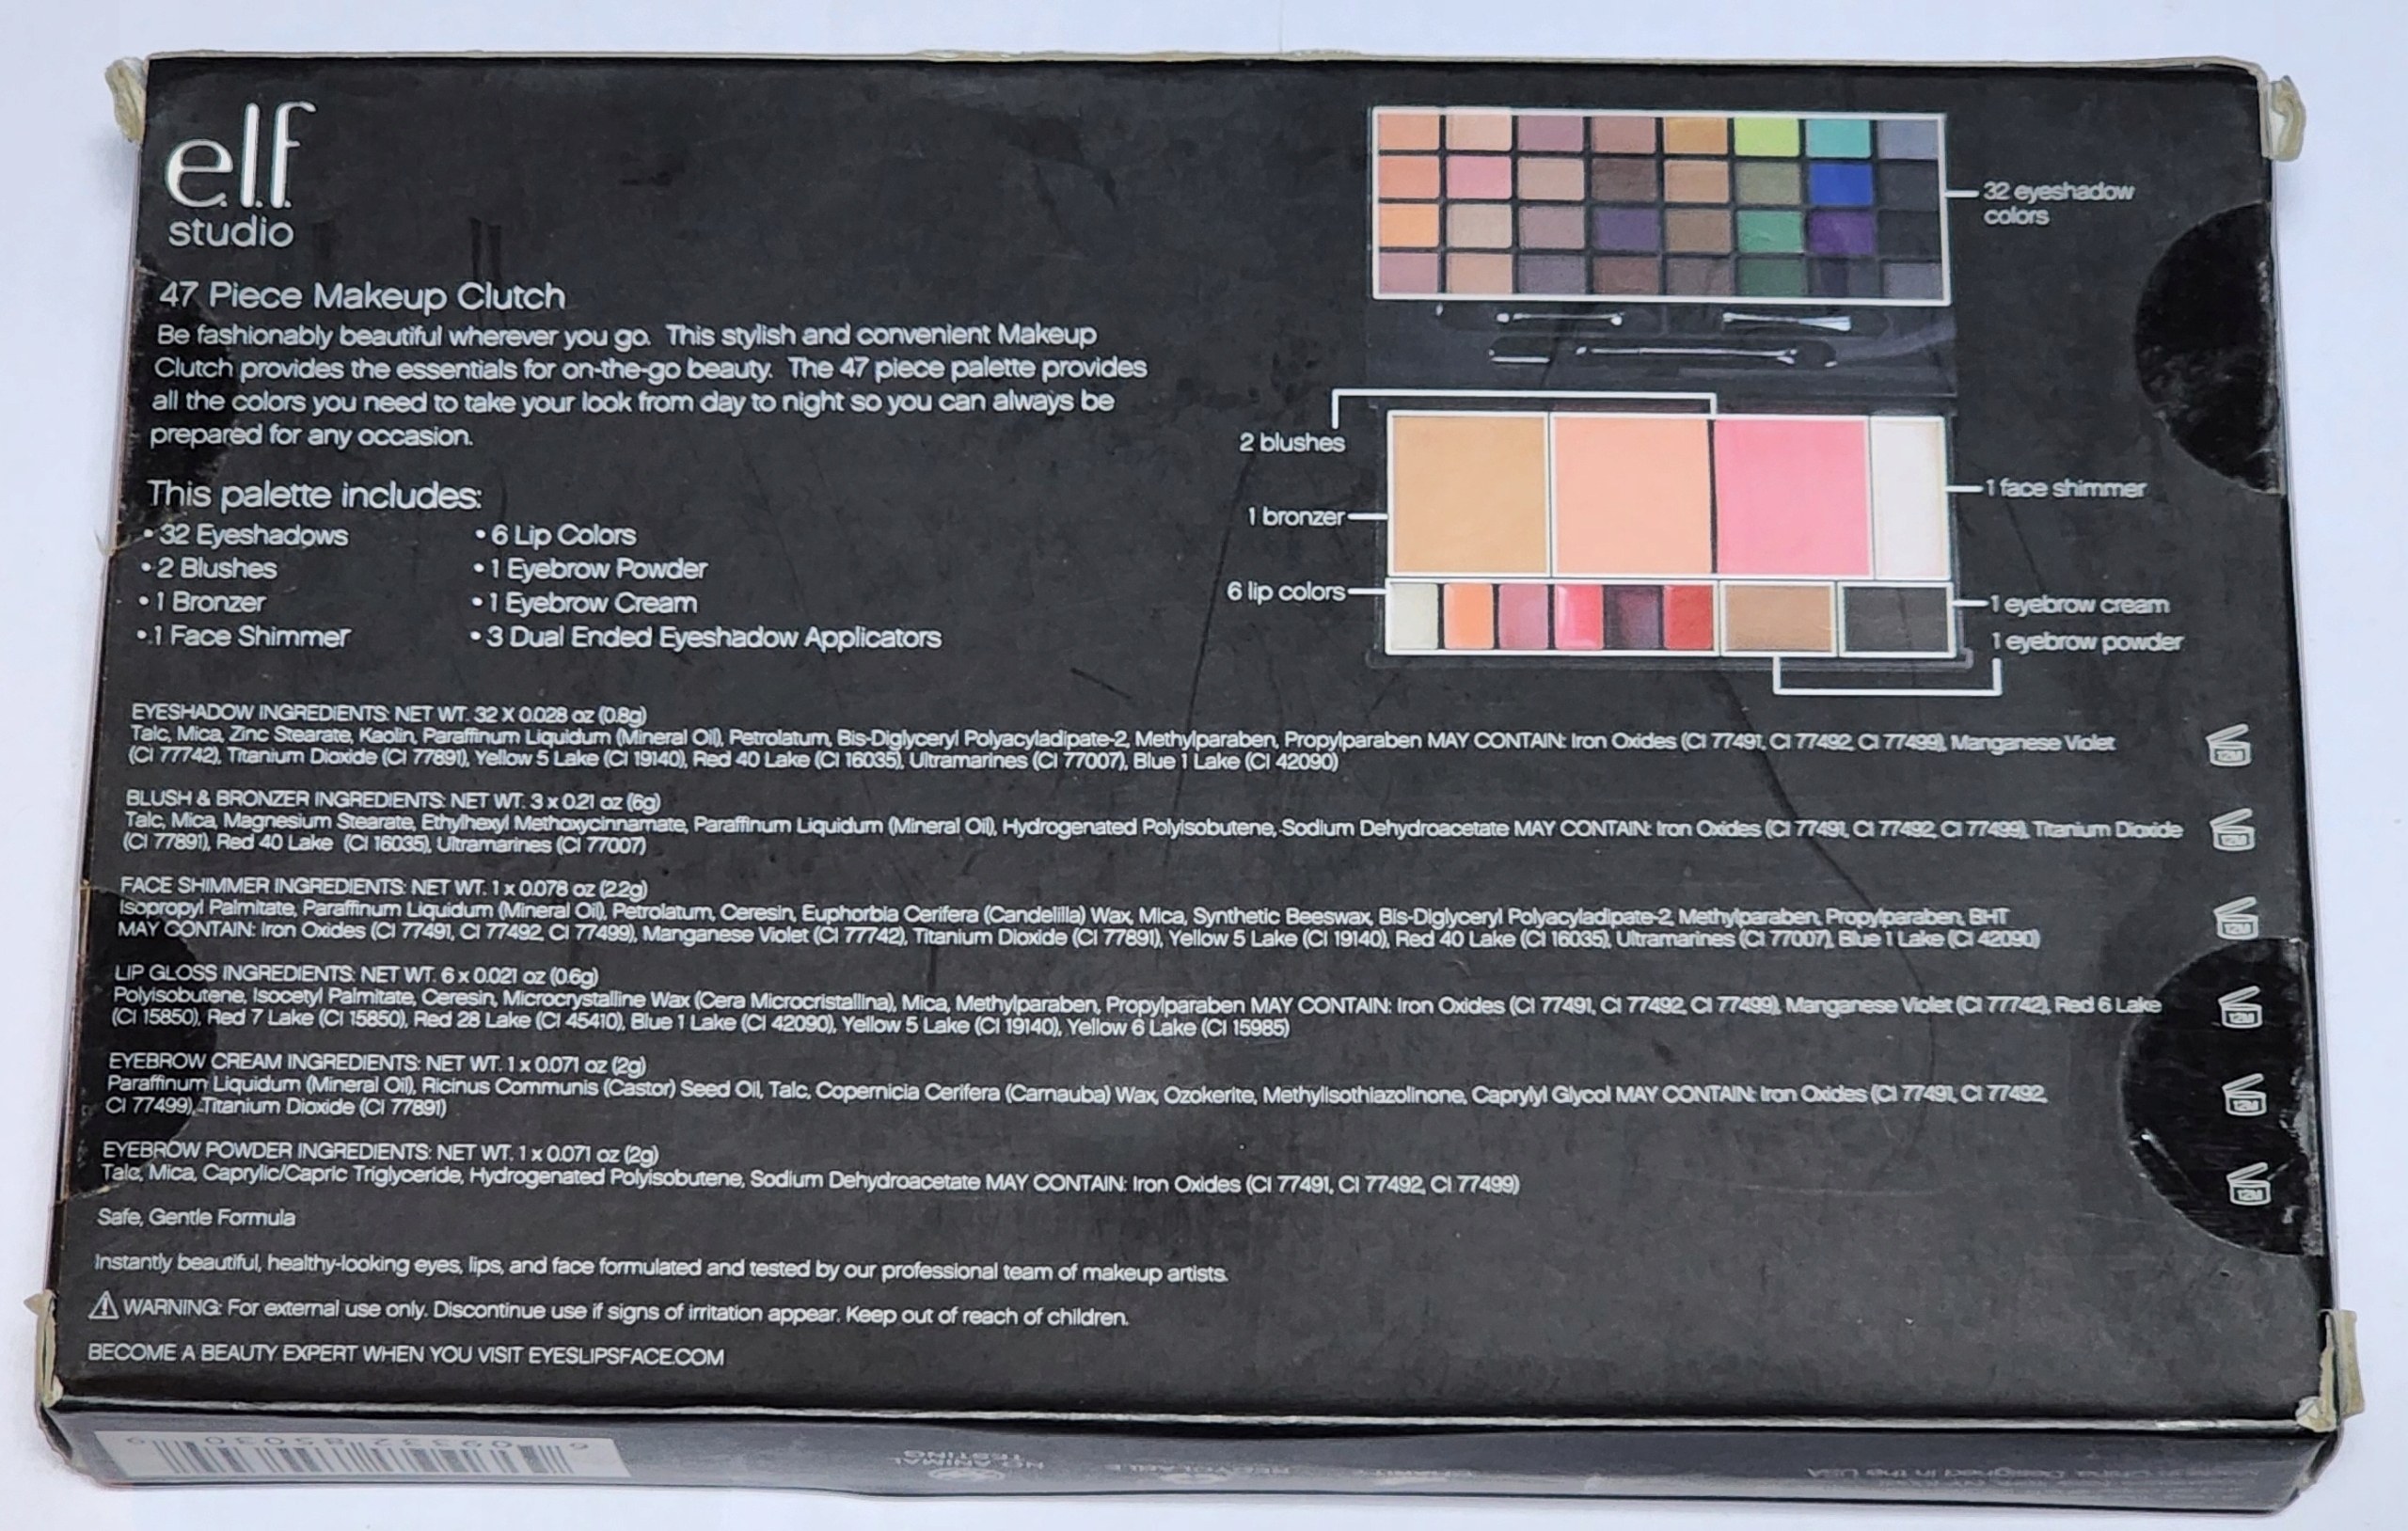 e.l.f.
studio
47 Piece Makeup Clutch
Be fashionably beautiful wherever you go. This stylish and convenient Makeup
Clutch provides the essentials for on-the-go beauty. The 47 piece palette provides
all the colors you need to take your look from day to night so you can always be
prepared for any occasion.
This palette includes:
• 32 Eyeshadows
• 2 Blushes
• 1 Bronzer
• 1 Face Shimmer
• 6 Lip Colors
• 1 Eyebrow Powder
• 1 Eyebrow Cream
• 3 Dual Ended Eyeshadow Applicators
32 eyeshadow
colors
2 blushes
1 bronzer
1 face shimmer
6 lip colors
1 eyebrow cream
1 eyebrow powder
EYESHADOW INGREDIENTS: NET WT. 32 X 0.028 oz (0.8g)
Talc, Mica, Zinc Stearate, Kaolin, Paraffinum Liquidum (Mineral Oil), Petrolatum, Bis-Diglyceryl Polyacyladipate-2, Methylparaben, Propylparaben MAY CONTAIN: Iron Oxides (CI 77491, CI 77492, CI 77499), Manganese Violet
(CI 77742), Titanium Dioxide (CI 77891), Yellow 5 Lake (CI 19140), Red 40 Lake (CI 16035), Ultramarines (CI 77007), Blue 1 Lake (CI 42090)
12M
BLUSH & BRONZER INGREDIENTS: NET WT. 3 x 0.21 oz (6g)
Talc, Mica, Magnesium Stearate, Ethylhexyl Methoxycinnamate, Paraffinum Liquidum (Mineral Oil), Hydrogenated Polyisobutene, Sodium Dehydroacetate MAY CONTAIN: Iron Oxides (CI 77491, CI 77492, CI 77499), Titanium Dioxide
(CI 77891), Red 40 Lake (CI 16035), Ultramarines (CI 77007)
12M
FACE SHIMMER INGREDIENTS: NET WT. 1 x 0.078 oz (2.2g)
Isopropyl Palmitate, Paraffinum Liquidum (Mineral Oil), Petrolatum, Ceresin, Euphorbia Cerifera (Candelilla) Wax, Mica, Synthetic Beeswax, Bis-Diglyceryl Polyacyladipate-2, Methylparaben, Propylparaben, BHT
MAY CONTAIN: Iron Oxides (CI 77491, CI 77492, CI 77499), Manganese Violet (CI 77742), Titanium Dioxide (CI 77891), Yellow 5 Lake (CI 19140), Red 40 Lake (CI 16035), Ultramarines (CI 77007), Blue 1 Lake (CI 42090)
12M
LIP GLOSS INGREDIENTS: NET WT. 6 x 0.021 oz (0.6g)
Polyisobutene, Isocetyl Palmitate, Ceresin, Microcrystalline Wax (Cera Microcristallina), Mica, Methylparaben, Propylparaben MAY CONTAIN: Iron Oxides (CI 77491, CI 77492, CI 77499), Manganese Violet (CI 77742), Red 6 Lake
(CI 15850), Red 7 Lake (CI 15850), Red 28 Lake (CI 45410), Blue 1 Lake (CI 42090), Yellow 5 Lake (CI 19140), Yellow 6 Lake (CI 15985)
12M
EYEBROW CREAM INGREDIENTS: NET WT. 1 x 0.071 oz (2g)
Paraffinum Liquidum (Mineral Oil), Ricinus Communis (Castor) Seed Oil, Talc, Copernicia Cerifera (Carnauba) Wax, Ozokerite, Methylisothiazolinone, Caprylyl Glycol MAY CONTAIN: Iron Oxides (CI 77491, CI 77492,
CI 77499), Titanium Dioxide (CI 77891)
12M
EYEBROW POWDER INGREDIENTS: NET WT. 1 x 0.071 oz (2g)
Talc, Mica, Caprylic/Capric Triglyceride, Hydrogenated Polyisobutene, Sodium Dehydroacetate MAY CONTAIN: Iron Oxides (CI 77491, CI 77492, CI 77499)
12M
Safe, Gentle Formula
Instantly beautiful, healthy-looking eyes, lips, and face formulated and tested by our professional team of makeup artists.
WARNING: For external use only. Discontinue use if signs of irritation appear. Keep out of reach of children.
BECOME A BEAUTY EXPERT WHEN YOU VISIT EYESLIPSFACE.COM
6 09332 85030 9
NO ANIMAL
TESTING
RECYCLABLE
Designed in the USA